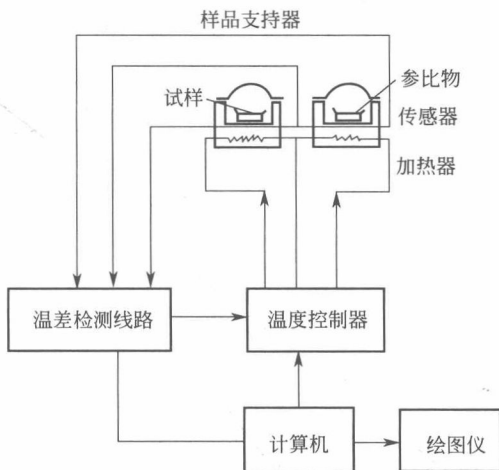 样品支持器
试样
参比物
传感器
加热器
温差检测线路
温度控制器
计算机
绘图仪